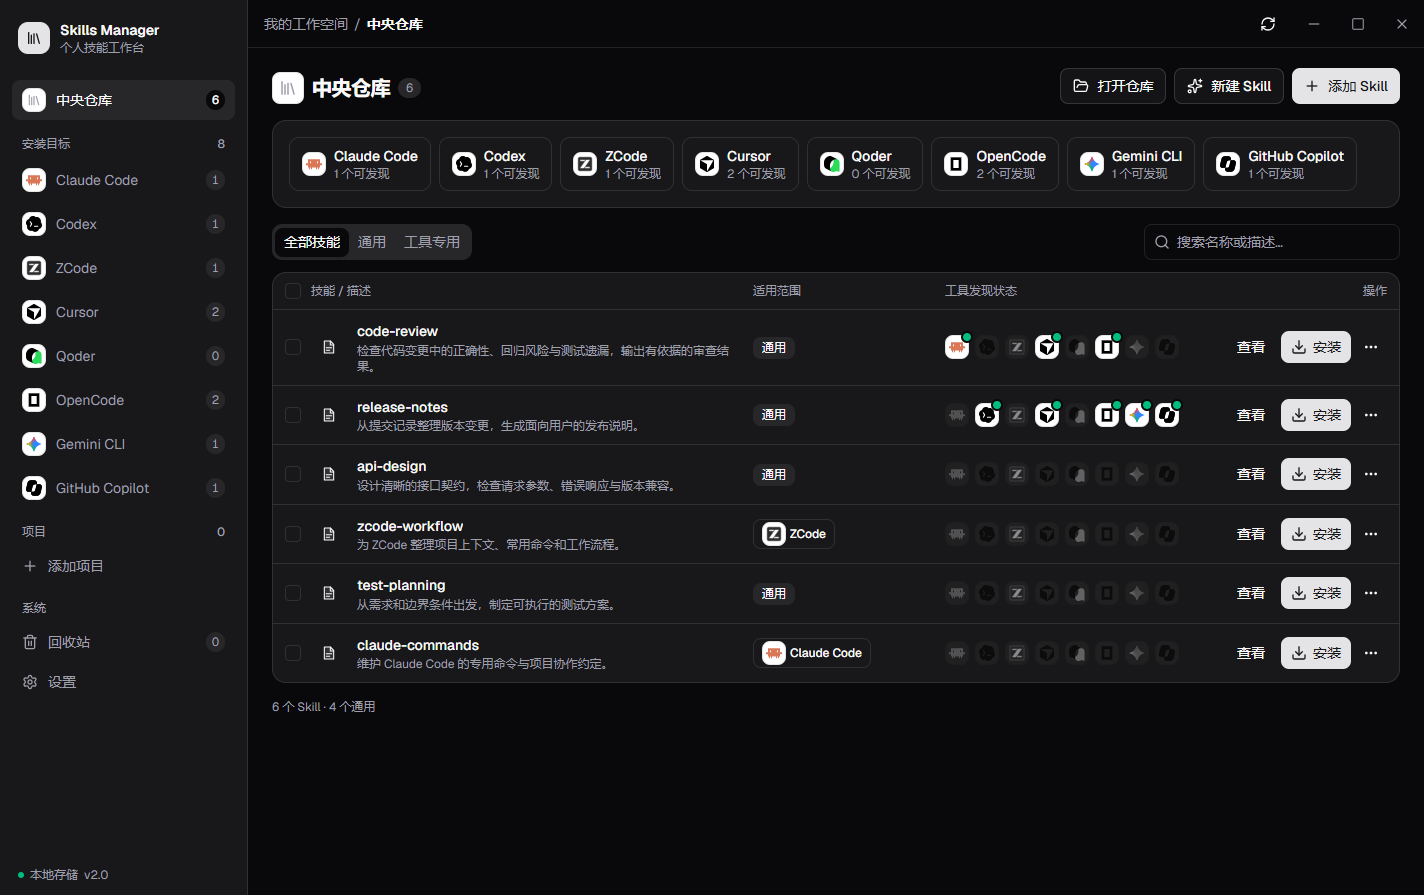 Skills Manager
个人技能工作台
中央仓库 6
安装目标 8
Claude Code 1
Codex 1
ZCode 1
Cursor 2
Qoder 0
OpenCode 2
Gemini CLI 1
GitHub Copilot 1
项目 0
添加项目
系统
回收站 0
设置
本地存储 v2.0
我的工作空间 / 中央仓库
中央仓库 6
打开仓库
新建 Skill
添加 Skill
Claude Code
1 个可发现
Codex
1 个可发现
ZCode
1 个可发现
Cursor
2 个可发现
Qoder
0 个可发现
OpenCode
2 个可发现
Gemini CLI
1 个可发现
GitHub Copilot
1 个可发现
全部技能 通用 工具专用
搜索名称或描述...
技能 / 描述 适用范围 工具发现状态 操作
code-review
检查代码变更中的正确性、回归风险与测试遗漏，输出有依据的审查结
果。
通用 查看 安装
release-notes
从提交记录整理版本变更，生成面向用户的发布说明。
通用 查看 安装
api-design
设计清晰的接口契约，检查请求参数、错误响应与版本兼容。
通用 查看 安装
zcode-workflow
为 ZCode 整理项目上下文、常用命令和工作流程。
ZCode 查看 安装
test-planning
从需求和边界条件出发，制定可执行的测试方案。
通用 查看 安装
claude-commands
维护 Claude Code 的专用命令与项目协作约定。
Claude Code 查看 安装
6 个 Skill · 4 个通用